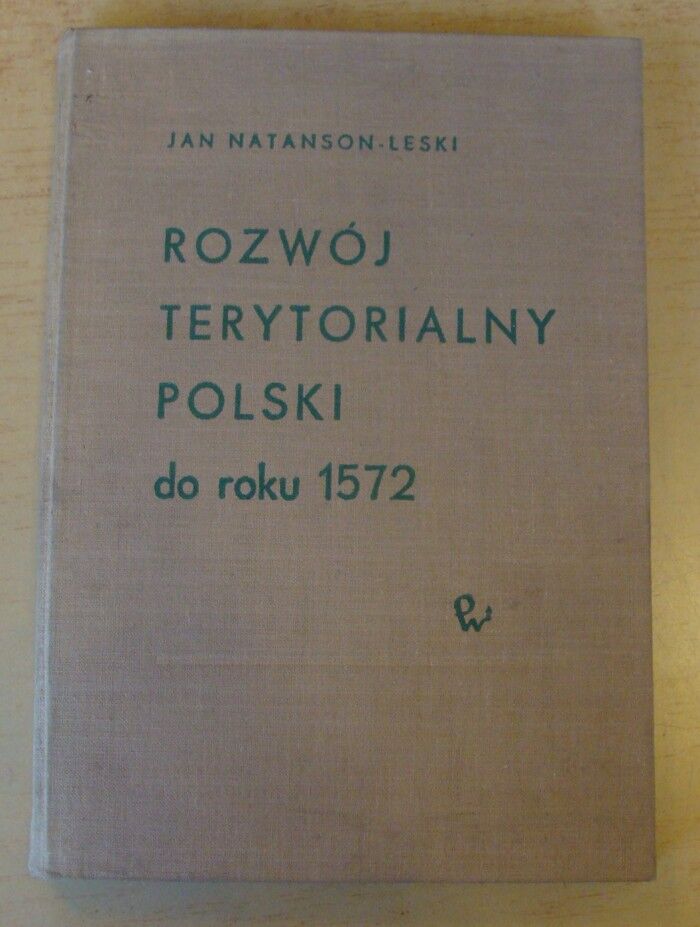 JAN NATANSON-LESKI
ROZWÓJ
TERYTORIALNY
POLSKI
do roku 1572